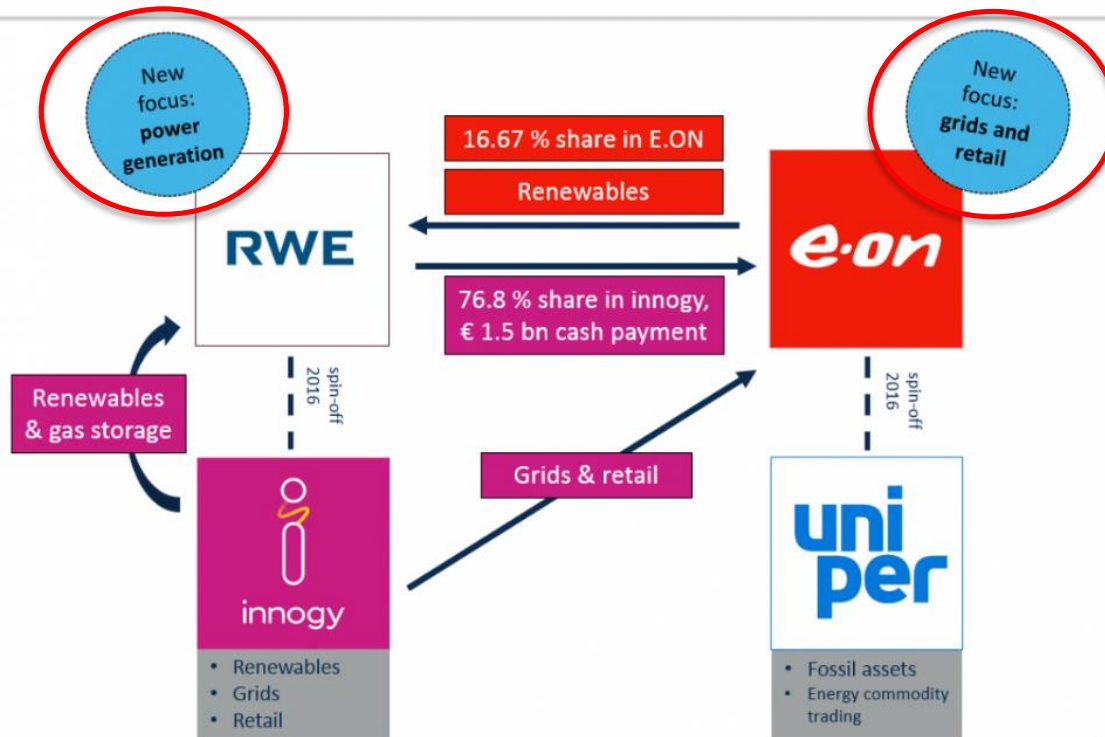 New
focus:
power
generation
New
focus:
grids and
retail
16.67 % share in E.ON
Renewables
RWE
e·on
76.8 % share in innogy,
€ 1.5 bn cash payment
Renewables
& gas storage
spin-off
2016
spin-off
2016
Grids & retail
innogy
uni
per
• Renewables
• Grids
• Retail
• Fossil assets
• Energy commodity
trading